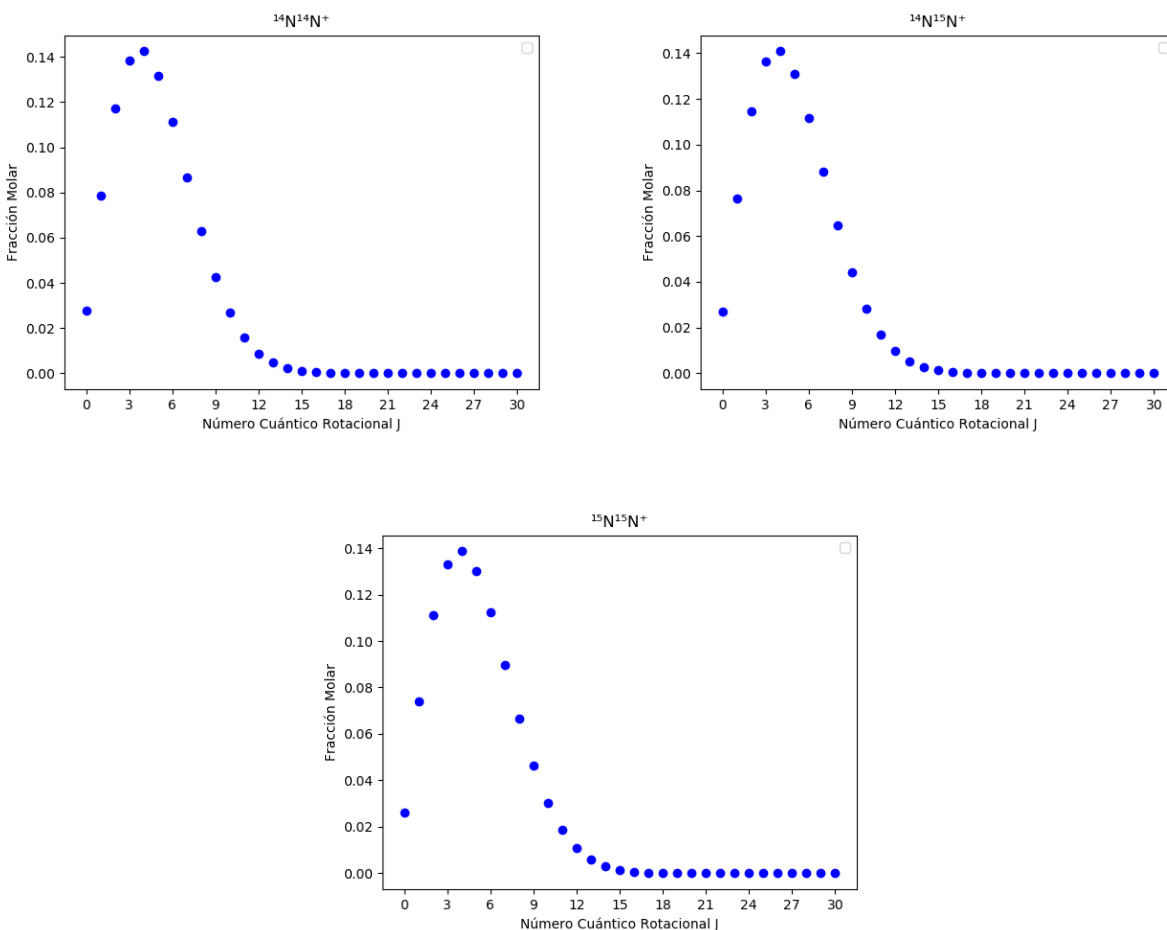 ¹⁴N¹⁴N⁺
0.14
0.12
0.10
0.08
0.06
0.04
0.02
0.00
Fracción Molar
0 3 6 9 12 15 18 21 24 27 30
Número Cuántico Rotacional J
¹⁴N¹⁵N⁺
0.14
0.12
0.10
0.08
0.06
0.04
0.02
0.00
Fracción Molar
0 3 6 9 12 15 18 21 24 27 30
Número Cuántico Rotacional J
¹⁵N¹⁵N⁺
0.14
0.12
0.10
0.08
0.06
0.04
0.02
0.00
Fracción Molar
0 3 6 9 12 15 18 21 24 27 30
Número Cuántico Rotacional J